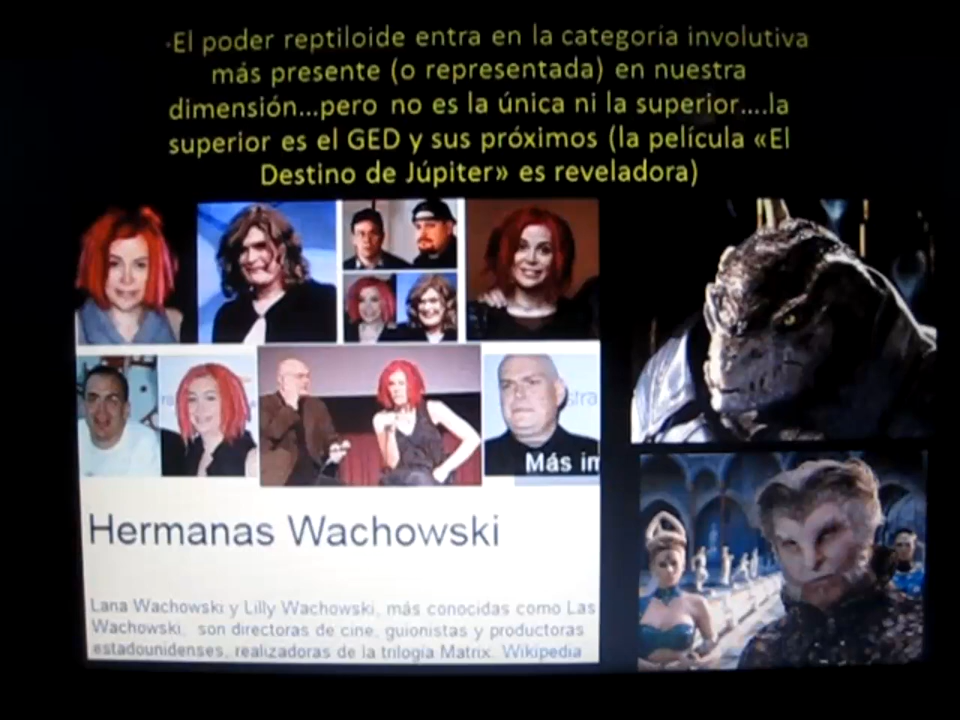 ·El poder reptiloide entra en la categoría involutiva
más presente (o representada) en nuestra
dimensión...pero no es la única ni la superior....la
superior es el GED y sus próximos (la película «El
Destino de Júpiter» es reveladora)
stra
Más im
Hermanas Wachowski
Lana Wachowski y Lilly Wachowski, más conocidas como Las
Wachowski, son directoras de cine, guionistas y productoras
estadounidenses, realizadoras de la trilogía Matrix. Wikipedia